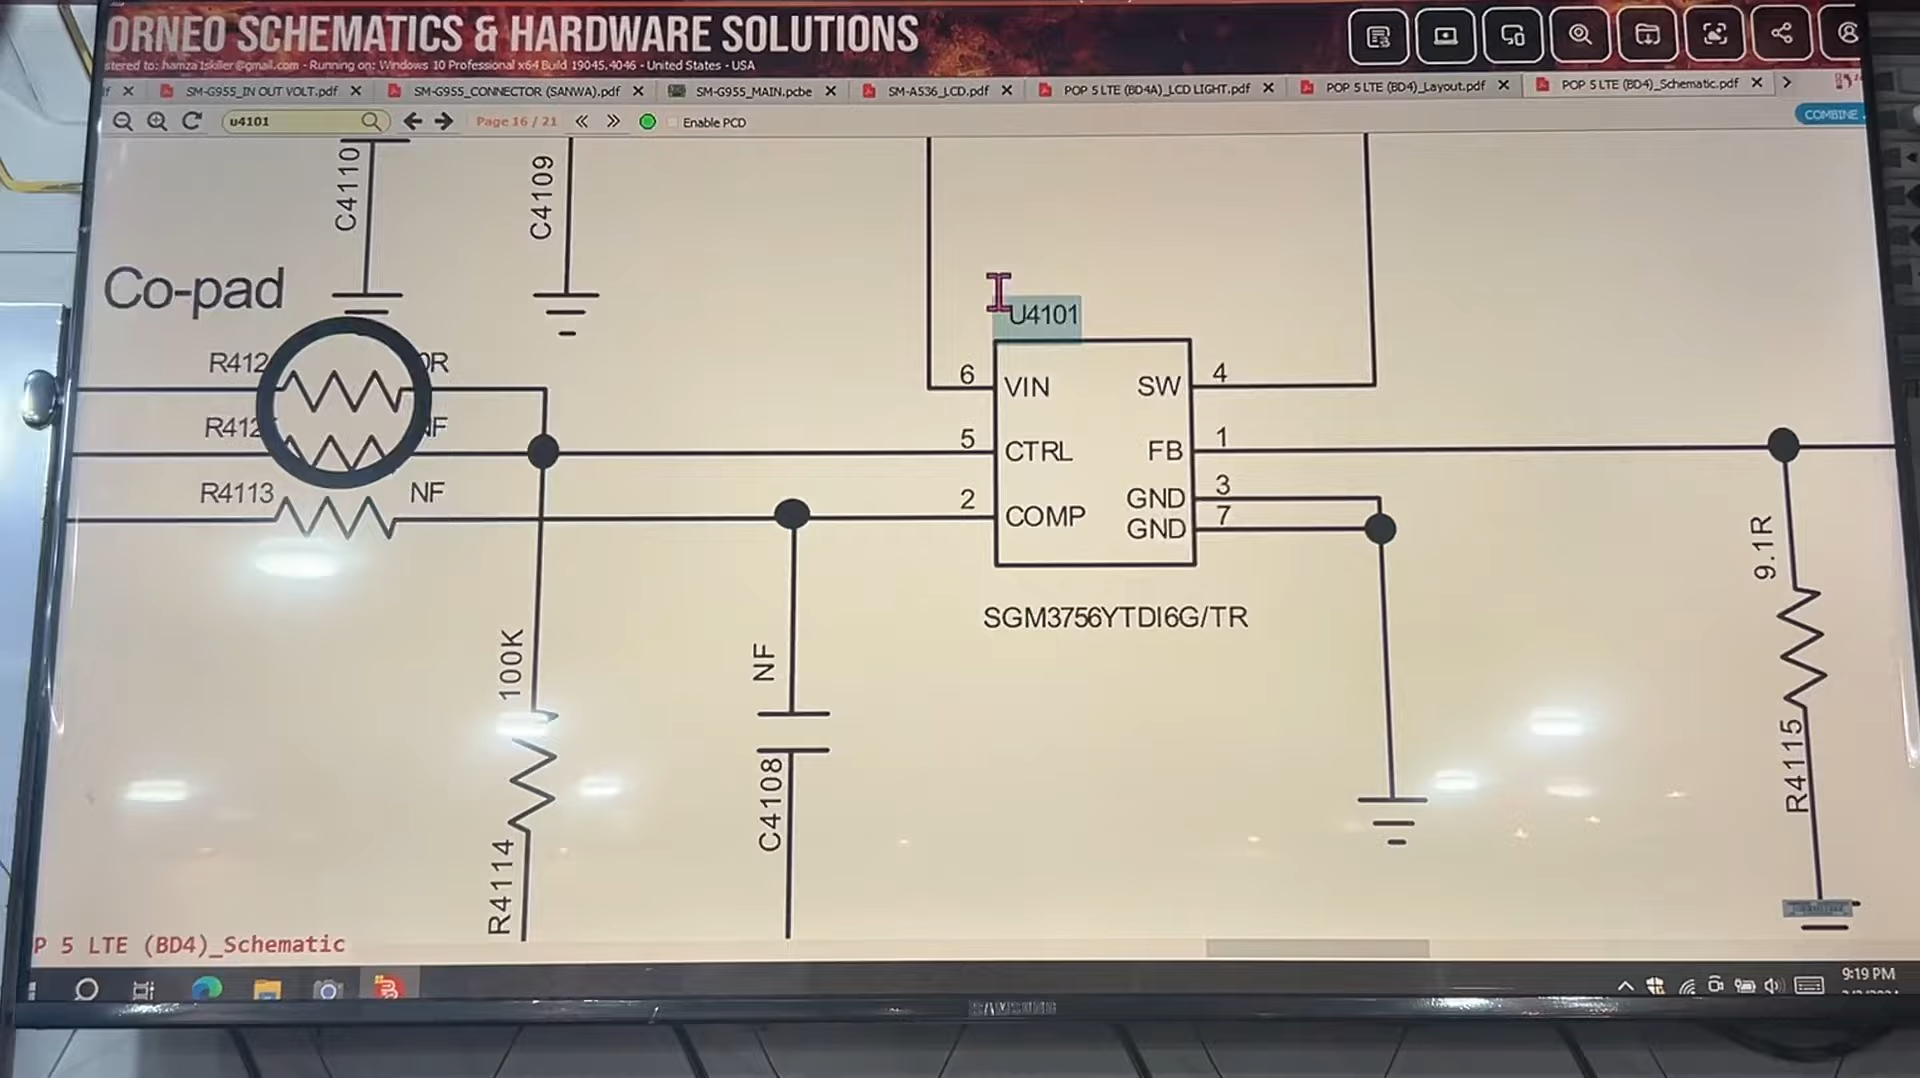 ORNEO SCHEMATICS & HARDWARE SOLUTIONS
stered to: hamza1skiller@gmail.com - Running on: Windows 10 Professional x64 Build 19045.4046 - United States - USA
SM-G955_IN OUT VOLT.pdf
SM-G955_CONNECTOR (SANWA).pdf
SM-G955_MAIN.pcbe
SM-A536_LCD.pdf
POP 5 LTE (BD4A)_LCD LIGHT.pdf
POP 5 LTE (BD4)_Layout.pdf
POP 5 LTE (BD4)_Schematic.pdf
u4101
Page 16 / 21
Enable PCD
COMBINE
C4110
C4109
Co-pad
U4101
R412
0R
6 VIN SW 4
R412
NF
5 CTRL FB 1
R4113 NF
2 COMP GND 3
GND 7
9.1R
SGM3756YTDI6G/TR
100K
NF
R4115
C4108
R4114
P 5 LTE (BD4)_Schematic
9:19 PM
SAMSUNG